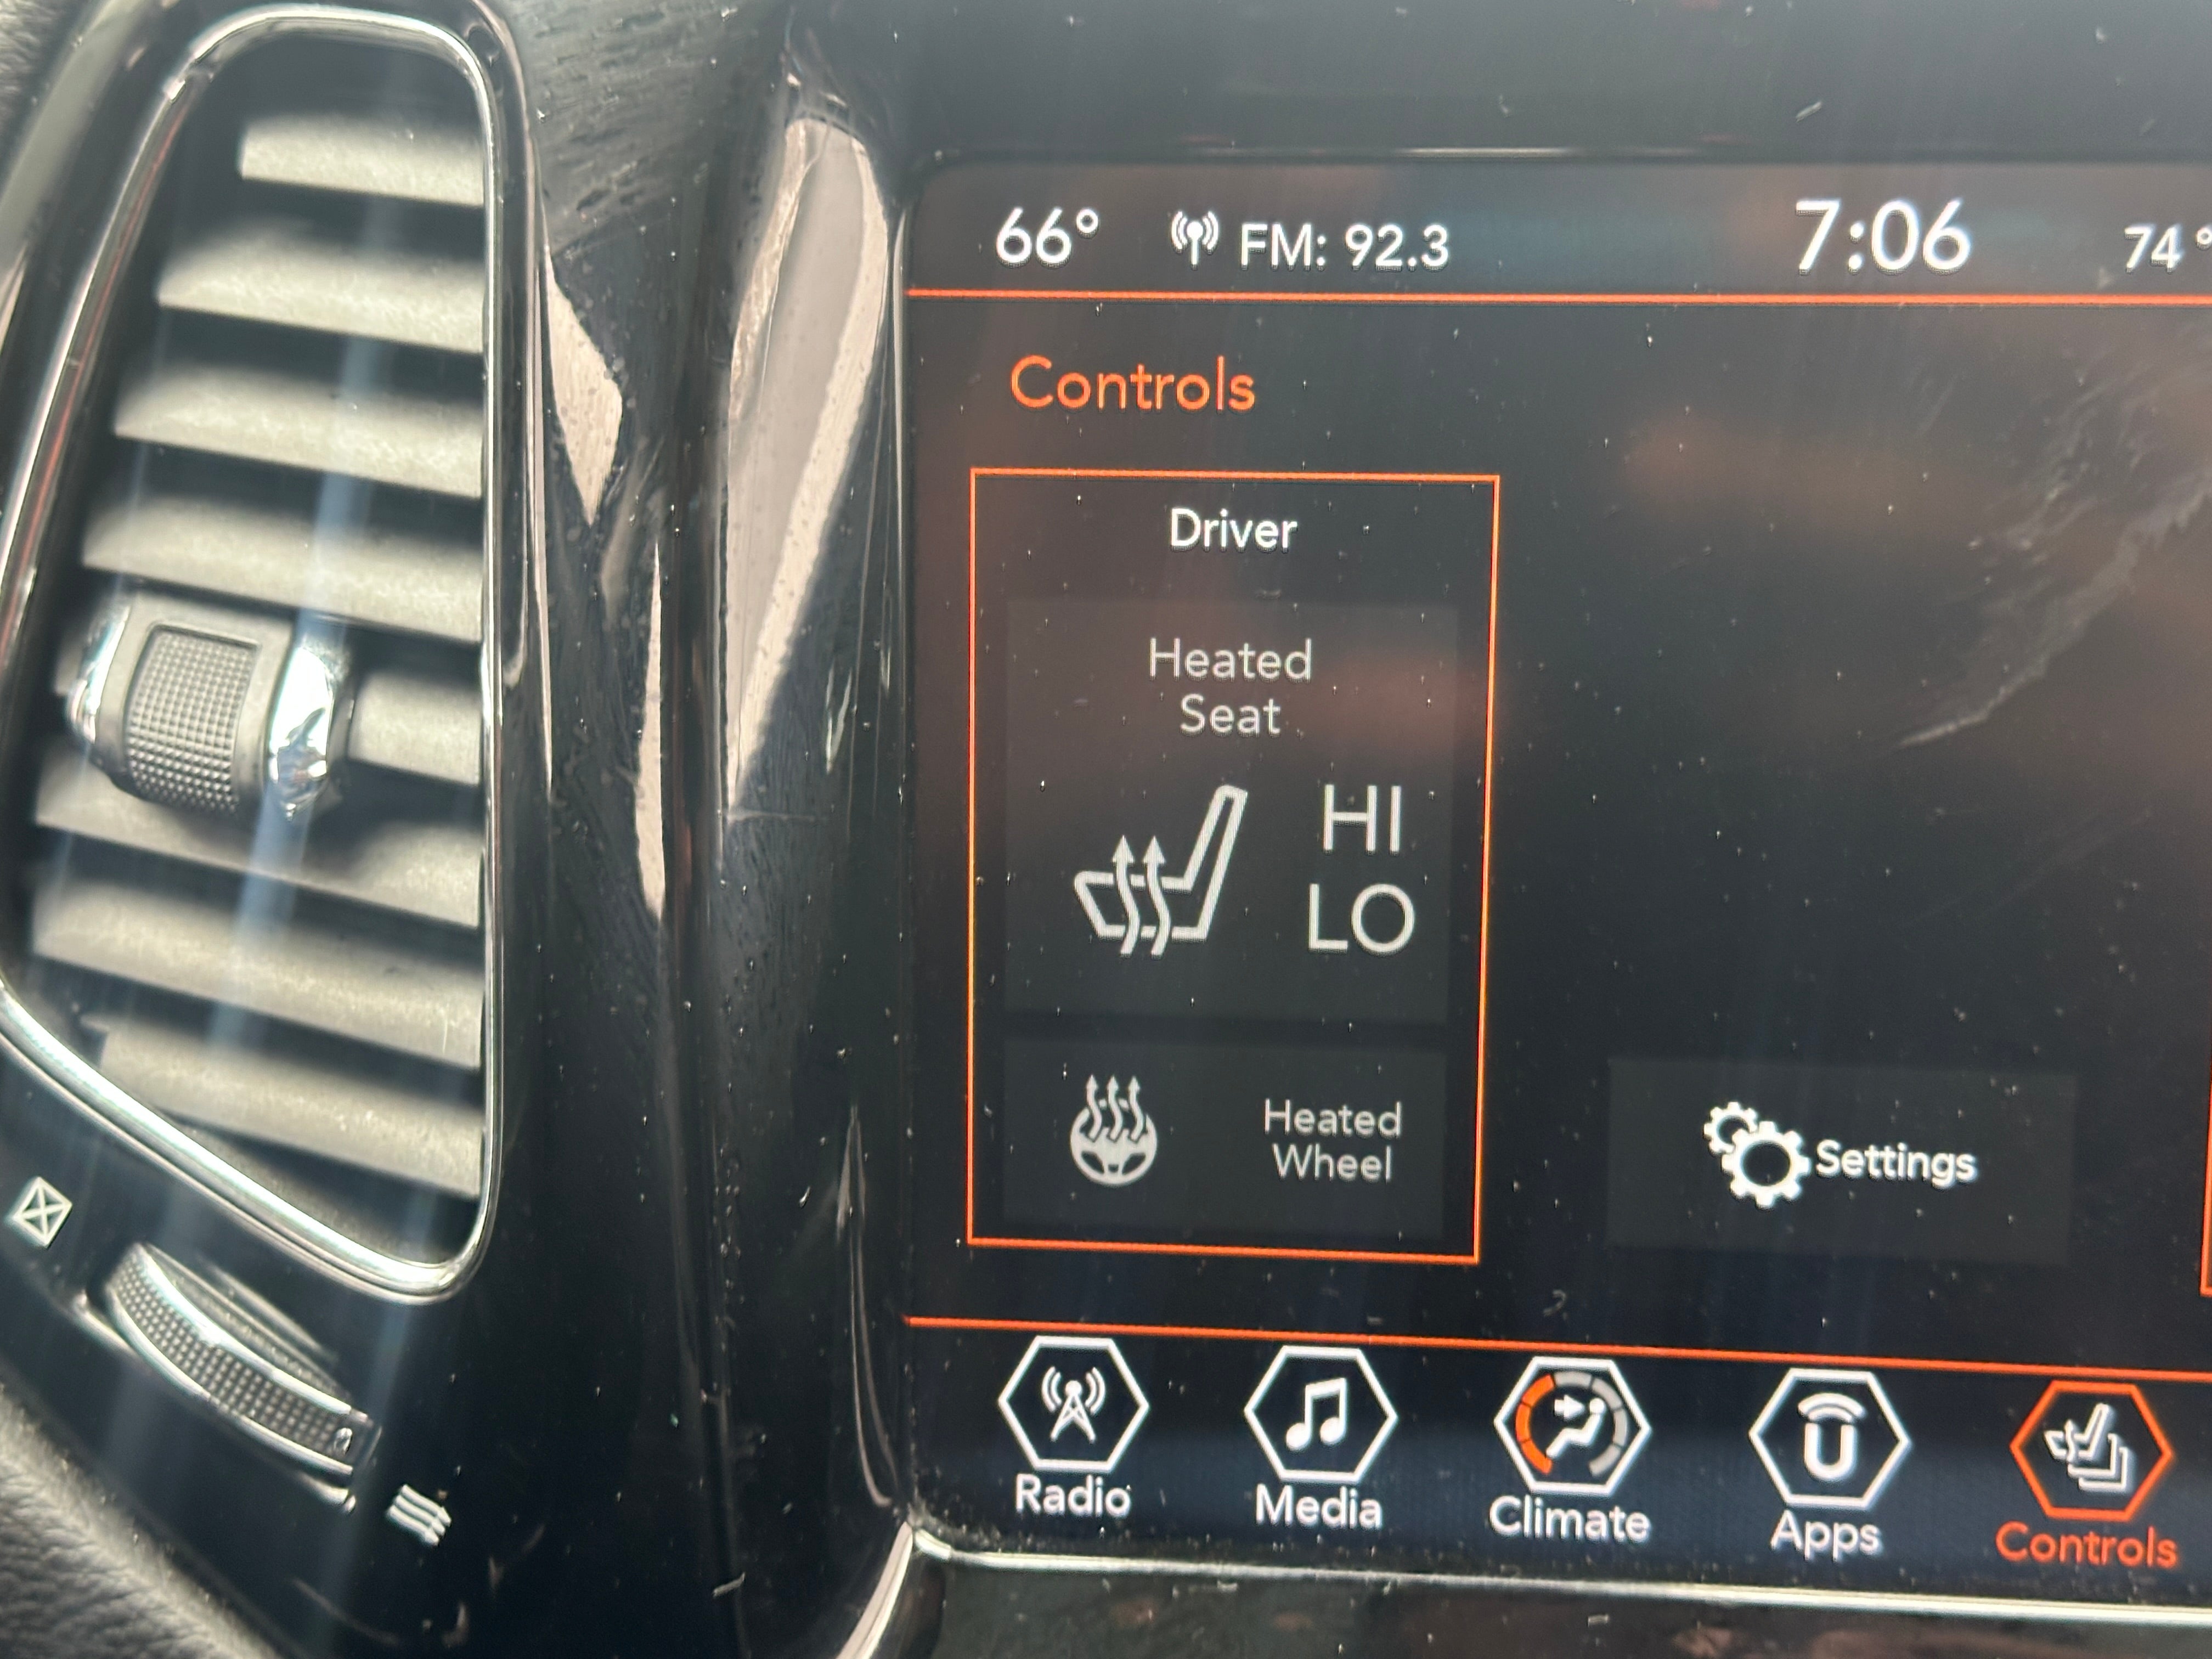 66° FM: 92.3 7:06 74°
Controls
Driver
Heated
Seat
HI
LO
Heated
Wheel
Settings
Radio Media Climate Apps Controls